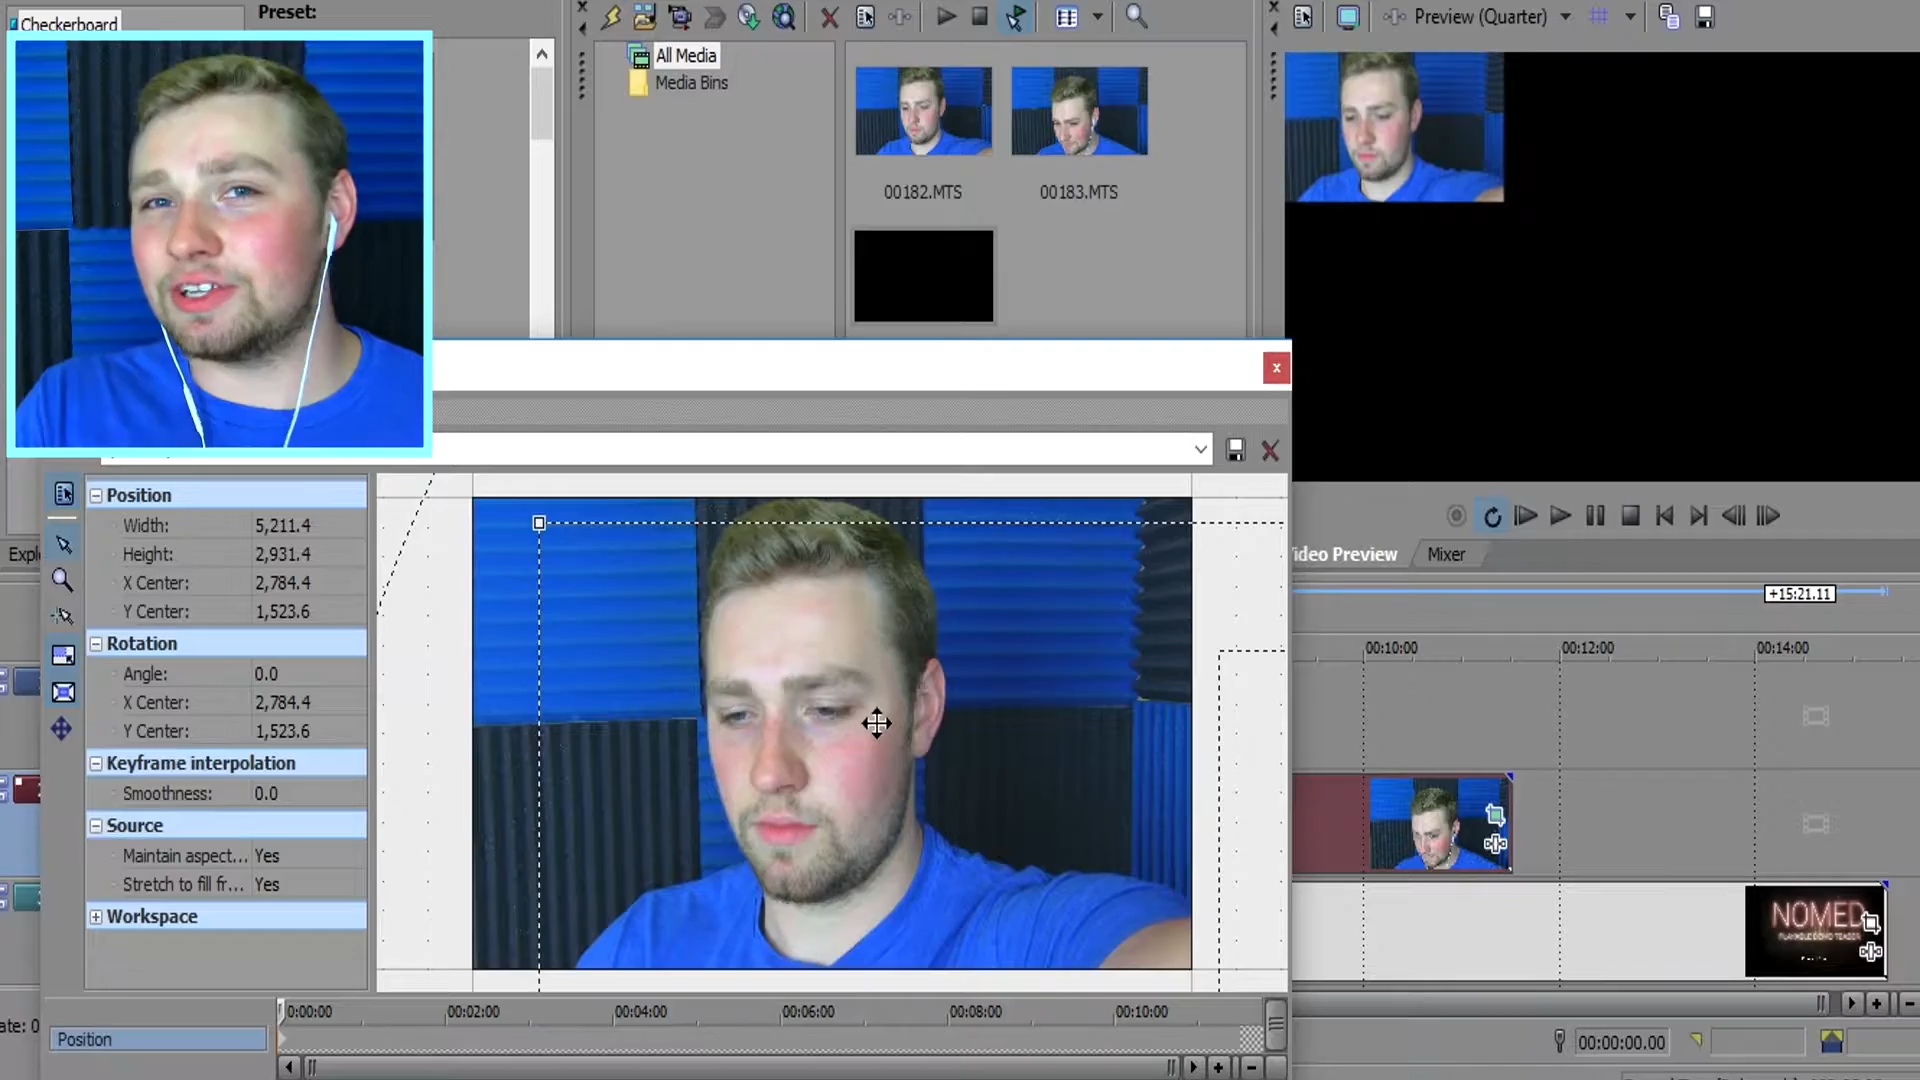 Checkerboard
Preset:
All Media
Media Bins
00182.MTS
00183.MTS
Preview (Quarter)
Position
Width: 5,211.4
Height: 2,931.4
X Center: 2,784.4
Y Center: 1,523.6
Rotation
Angle: 0.0
X Center: 2,784.4
Y Center: 1,523.6
Keyframe interpolation
Smoothness: 0.0
Source
Maintain aspect... Yes
Stretch to fill fr... Yes
Workspace
Explo
ideo Preview
Mixer
+15:21.11
00:10:00
00:12:00
00:14:00
NOMED
PLAYABLE DEMO TEASER
ate: 0
0:00:00
00:02:00
00:04:00
00:06:00
00:08:00
00:10:00
Position
00:00:00.00